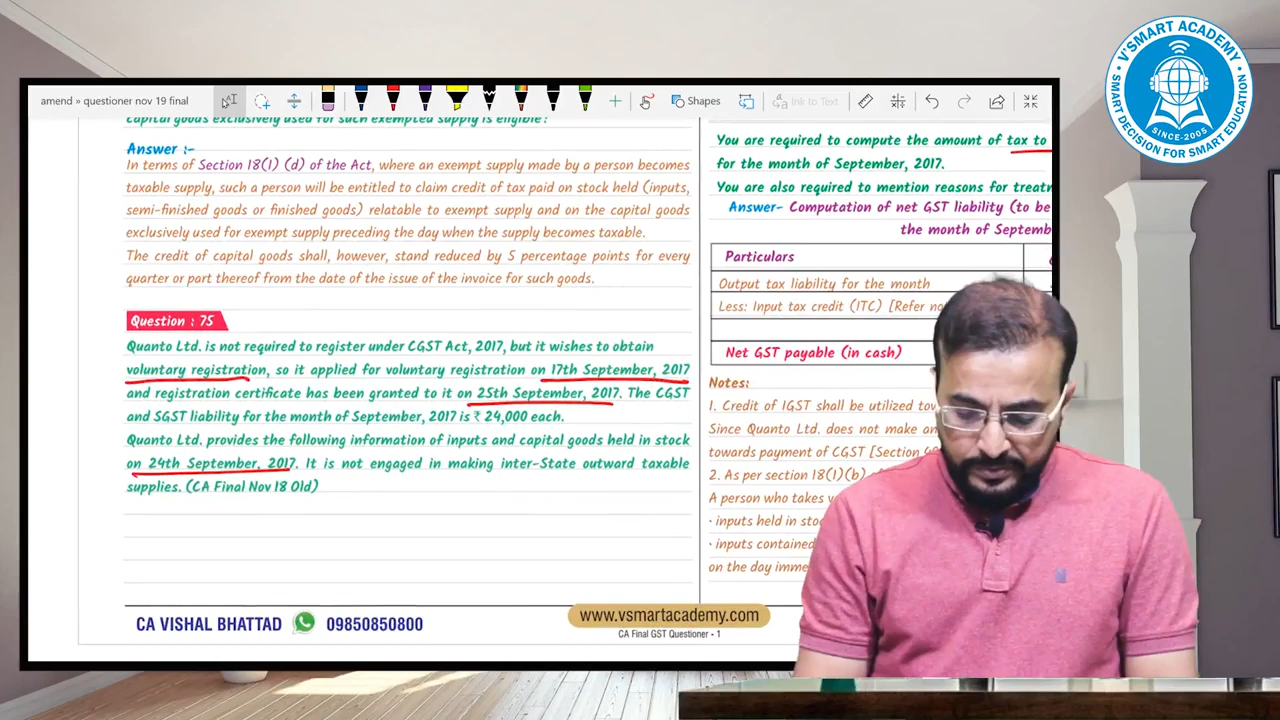 amend » questioner nov 19 final
Shapes
Ink to Text
V'SMART ACADEMY
SMART DECISION FOR SMART EDUCATION
SINCE-2005
capital goods exclusively used for such exempted supply is eligible?
Answer :-
In terms of Section 18(1) (d) of the Act, where an exempt supply made by a person becomes
taxable supply, such a person will be entitled to claim credit of tax paid on stock held (inputs,
semi-finished goods or finished goods) relatable to exempt supply and on the capital goods
exclusively used for exempt supply preceding the day when the supply becomes taxable.
The credit of capital goods shall, however, stand reduced by 5 percentage points for every
quarter or part thereof from the date of the issue of the invoice for such goods.
Question : 75
Quanto Ltd. is not required to register under CGST Act, 2017, but it wishes to obtain
voluntary registration, so it applied for voluntary registration on 17th September, 2017
and registration certificate has been granted to it on 25th September, 2017. The CGST
and SGST liability for the month of September, 2017 is ₹ 24,000 each.
Quanto Ltd. provides the following information of inputs and capital goods held in stock
on 24th September, 2017. It is not engaged in making inter-State outward taxable
supplies. (CA Final Nov 18 Old)
You are required to compute the amount of tax to
for the month of September, 2017.
You are also required to mention reasons for treatm
Answer- Computation of net GST liability (to be
the month of Septemb
Particulars
Output tax liability for the month
Less: Input tax credit (ITC) [Refer no
Net GST payable (in cash)
Notes:
1. Credit of IGST shall be utilized tow
Since Quanto Ltd. does not make an
towards payment of CGST [Section
2. As per section 18(1)(b)
A person who takes v
· inputs held in stoc
· inputs contained
on the day imme
CA VISHAL BHATTAD
09850850800
www.vsmartacademy.com
CA Final GST Questioner - 1